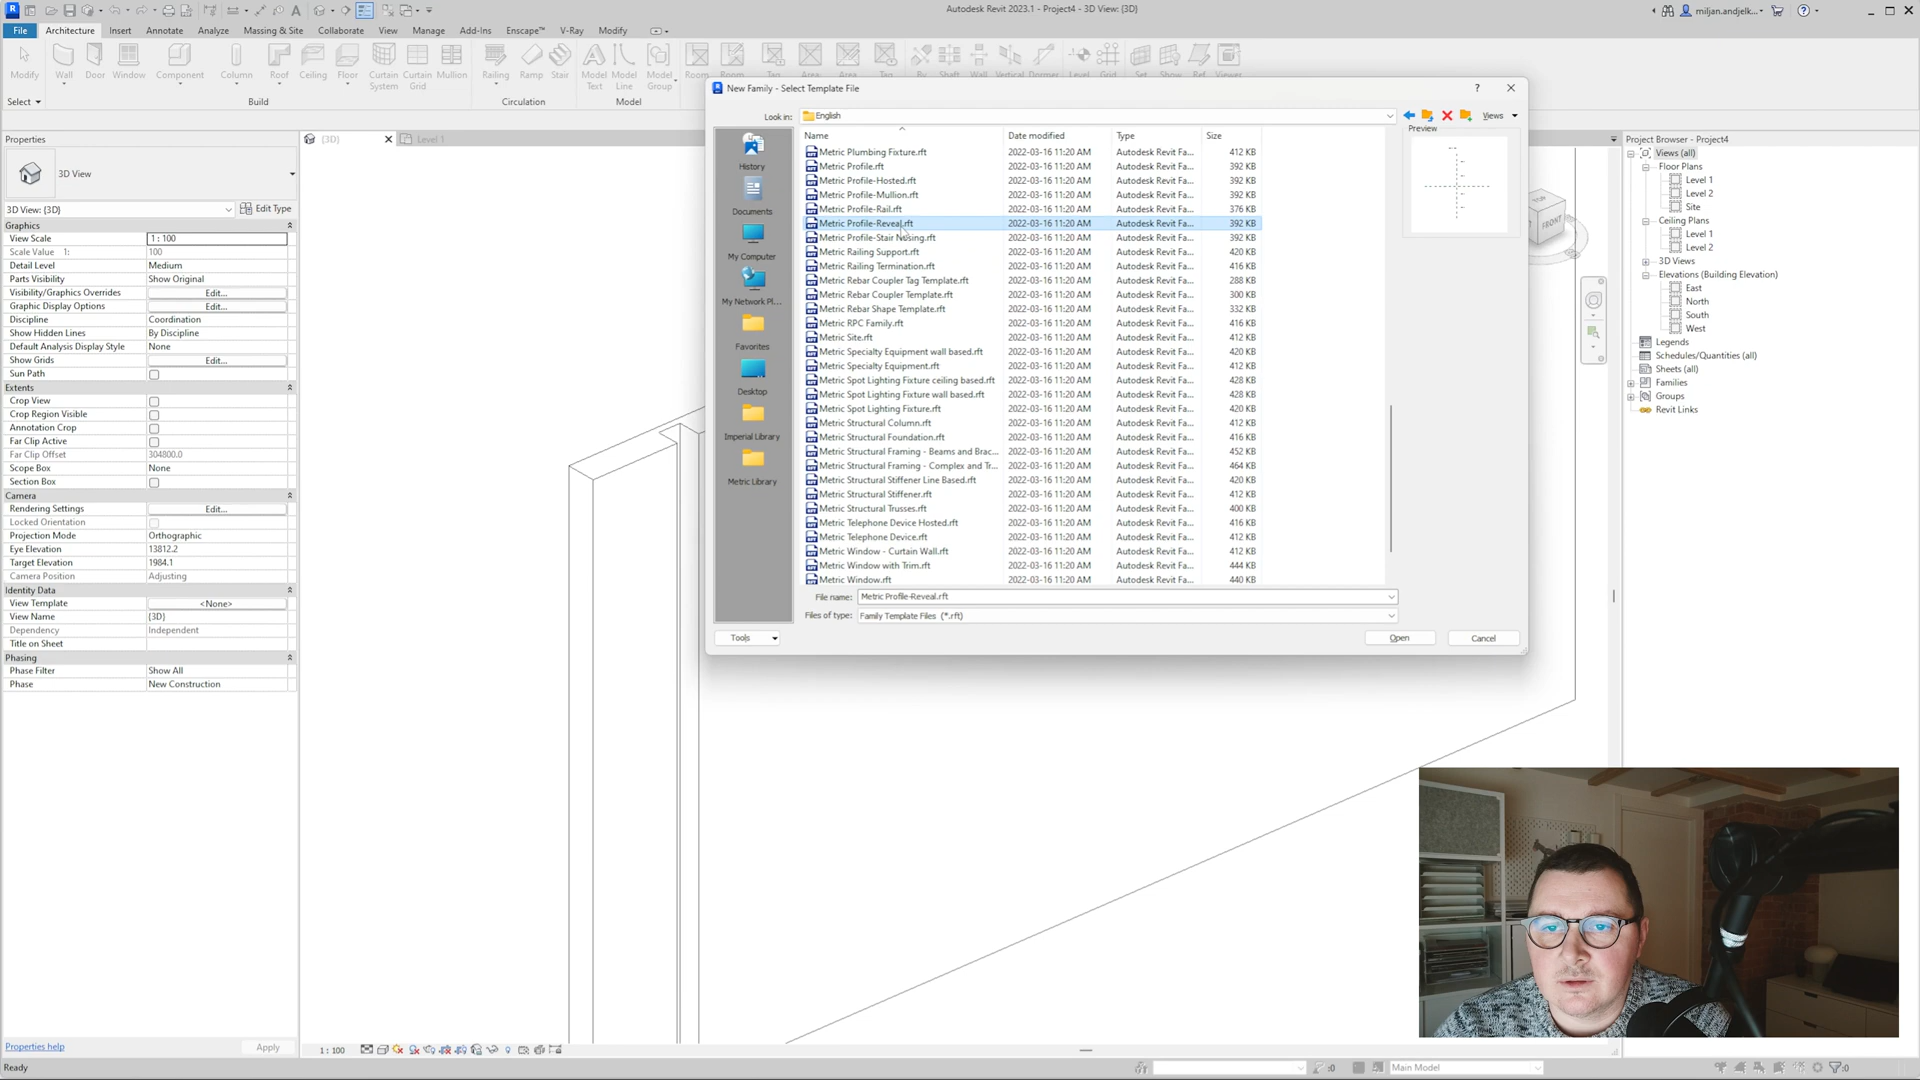 Autodesk Revit 2023.1 - Project4 - 3D View: {3D}
miljan.andjelk...
File Architecture Insert Annotate Analyze Massing & Site Collaborate View Manage Add-Ins Enscape™ V-Ray Modify
Modify Wall Door Window Component Column Roof Ceiling Floor Curtain System Curtain Grid Mullion Railing Ramp Stair Model Text Model Line Model Group
Select Build Circulation Model
Properties
3D View
3D View: {3D} Edit Type
Graphics
View Scale 1 : 100
Scale Value 1: 100
Detail Level Medium
Parts Visibility Show Original
Visibility/Graphics Overrides Edit...
Graphic Display Options Edit...
Discipline Coordination
Show Hidden Lines By Discipline
Default Analysis Display Style None
Show Grids Edit...
Sun Path
Extents
Crop View
Crop Region Visible
Annotation Crop
Far Clip Active
Far Clip Offset 304800.0
Scope Box None
Section Box
Camera
Rendering Settings Edit...
Locked Orientation
Projection Mode Orthographic
Eye Elevation 13812.2
Target Elevation 1984.1
Camera Position Adjusting
Identity Data
View Template <None>
View Name {3D}
Dependency Independent
Title on Sheet
Phasing
Phase Filter Show All
Phase New Construction
Properties help Apply
Ready
{3D} Level 1
New Family - Select Template File
Look in: English Views
Preview
History
Documents
My Computer
My Network Pl...
Favorites
Desktop
Imperial Library
Metric Library
Name Date modified Type Size
Metric Plumbing Fixture.rft 2022-03-16 11:20 AM Autodesk Revit Fa... 412 KB
Metric Profile.rft 2022-03-16 11:20 AM Autodesk Revit Fa... 392 KB
Metric Profile-Hosted.rft 2022-03-16 11:20 AM Autodesk Revit Fa... 392 KB
Metric Profile-Mullion.rft 2022-03-16 11:20 AM Autodesk Revit Fa... 392 KB
Metric Profile-Rail.rft 2022-03-16 11:20 AM Autodesk Revit Fa... 376 KB
Metric Profile-Reveal.rft 2022-03-16 11:20 AM Autodesk Revit Fa... 392 KB
Metric Profile-Stair Nosing.rft 2022-03-16 11:20 AM Autodesk Revit Fa... 392 KB
Metric Railing Support.rft 2022-03-16 11:20 AM Autodesk Revit Fa... 420 KB
Metric Railing Termination.rft 2022-03-16 11:20 AM Autodesk Revit Fa... 416 KB
Metric Rebar Coupler Tag Template.rft 2022-03-16 11:20 AM Autodesk Revit Fa... 288 KB
Metric Rebar Coupler Template.rft 2022-03-16 11:20 AM Autodesk Revit Fa... 300 KB
Metric Rebar Shape Template.rft 2022-03-16 11:20 AM Autodesk Revit Fa... 332 KB
Metric RPC Family.rft 2022-03-16 11:20 AM Autodesk Revit Fa... 416 KB
Metric Site.rft 2022-03-16 11:20 AM Autodesk Revit Fa... 412 KB
Metric Specialty Equipment wall based.rft 2022-03-16 11:20 AM Autodesk Revit Fa... 420 KB
Metric Specialty Equipment.rft 2022-03-16 11:20 AM Autodesk Revit Fa... 412 KB
Metric Spot Lighting Fixture ceiling based.rft 2022-03-16 11:20 AM Autodesk Revit Fa... 428 KB
Metric Spot Lighting Fixture wall based.rft 2022-03-16 11:20 AM Autodesk Revit Fa... 428 KB
Metric Spot Lighting Fixture.rft 2022-03-16 11:20 AM Autodesk Revit Fa... 420 KB
Metric Structural Column.rft 2022-03-16 11:20 AM Autodesk Revit Fa... 412 KB
Metric Structural Foundation.rft 2022-03-16 11:20 AM Autodesk Revit Fa... 416 KB
Metric Structural Framing - Beams and Brac... 2022-03-16 11:20 AM Autodesk Revit Fa... 452 KB
Metric Structural Framing - Complex and Tr... 2022-03-16 11:20 AM Autodesk Revit Fa... 464 KB
Metric Structural Stiffener Line Based.rft 2022-03-16 11:20 AM Autodesk Revit Fa... 420 KB
Metric Structural Stiffener.rft 2022-03-16 11:20 AM Autodesk Revit Fa... 412 KB
Metric Structural Trusses.rft 2022-03-16 11:20 AM Autodesk Revit Fa... 400 KB
Metric Telephone Device Hosted.rft 2022-03-16 11:20 AM Autodesk Revit Fa... 416 KB
Metric Telephone Device.rft 2022-03-16 11:20 AM Autodesk Revit Fa... 412 KB
Metric Window - Curtain Wall.rft 2022-03-16 11:20 AM Autodesk Revit Fa... 412 KB
Metric Window with Trim.rft 2022-03-16 11:20 AM Autodesk Revit Fa... 444 KB
Metric Window.rft 2022-03-16 11:20 AM Autodesk Revit Fa... 440 KB
File name: Metric Profile-Reveal.rft
Files of type: Family Template Files (*.rft)
Tools Open Cancel
FRONT
Project Browser - Project4
Views (all)
Floor Plans
Level 1
Level 2
Site
Ceiling Plans
Level 1
Level 2
3D Views
Elevations (Building Elevation)
East
North
South
West
Legends
Schedules/Quantities (all)
Sheets (all)
Families
Groups
Revit Links
1 : 100
:0 Main Model :0